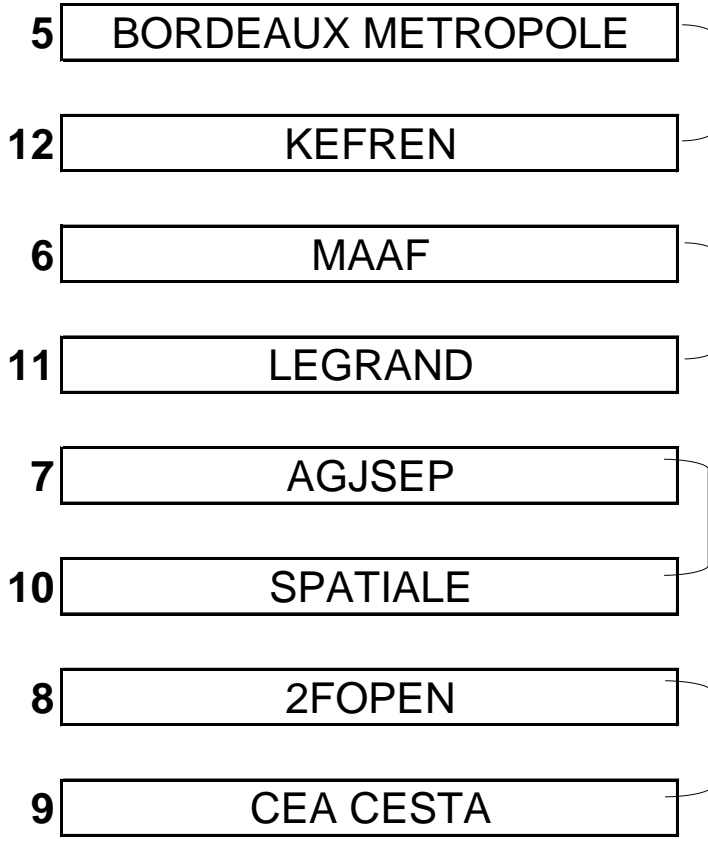 5 BORDEAUX METROPOLE
12 KEFREN
6 MAAF
11 LEGRAND
7 AGJSEP
10 SPATIALE
8 2FOPEN
9 CEA CESTA